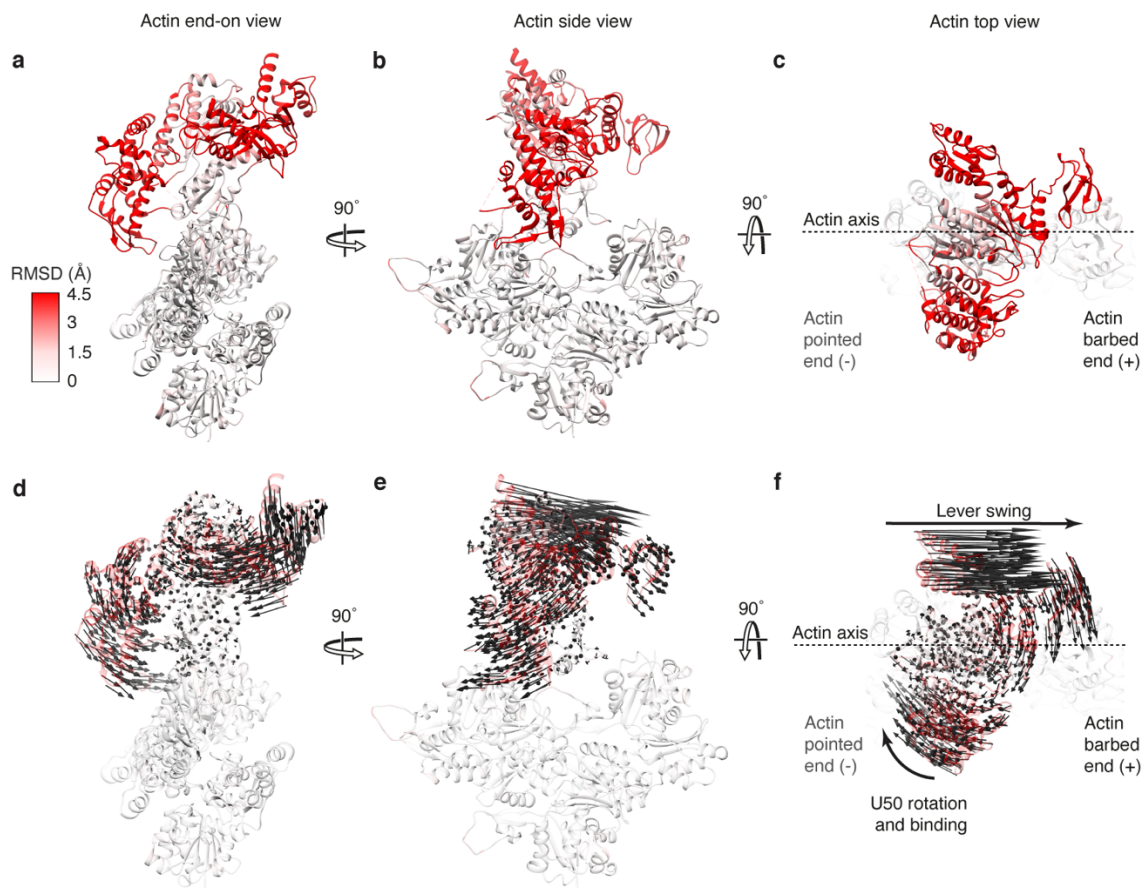 Actin end-on view
Actin side view
Actin top view
a
b
c
90°
90°
Actin axis
RMSD (Å)
4.5
3
1.5
0
Actin
pointed
end (-)
Actin
barbed
end (+)
d
e
f
Lever swing
90°
90°
Actin axis
Actin
pointed
end (-)
Actin
barbed
end (+)
U50 rotation
and binding